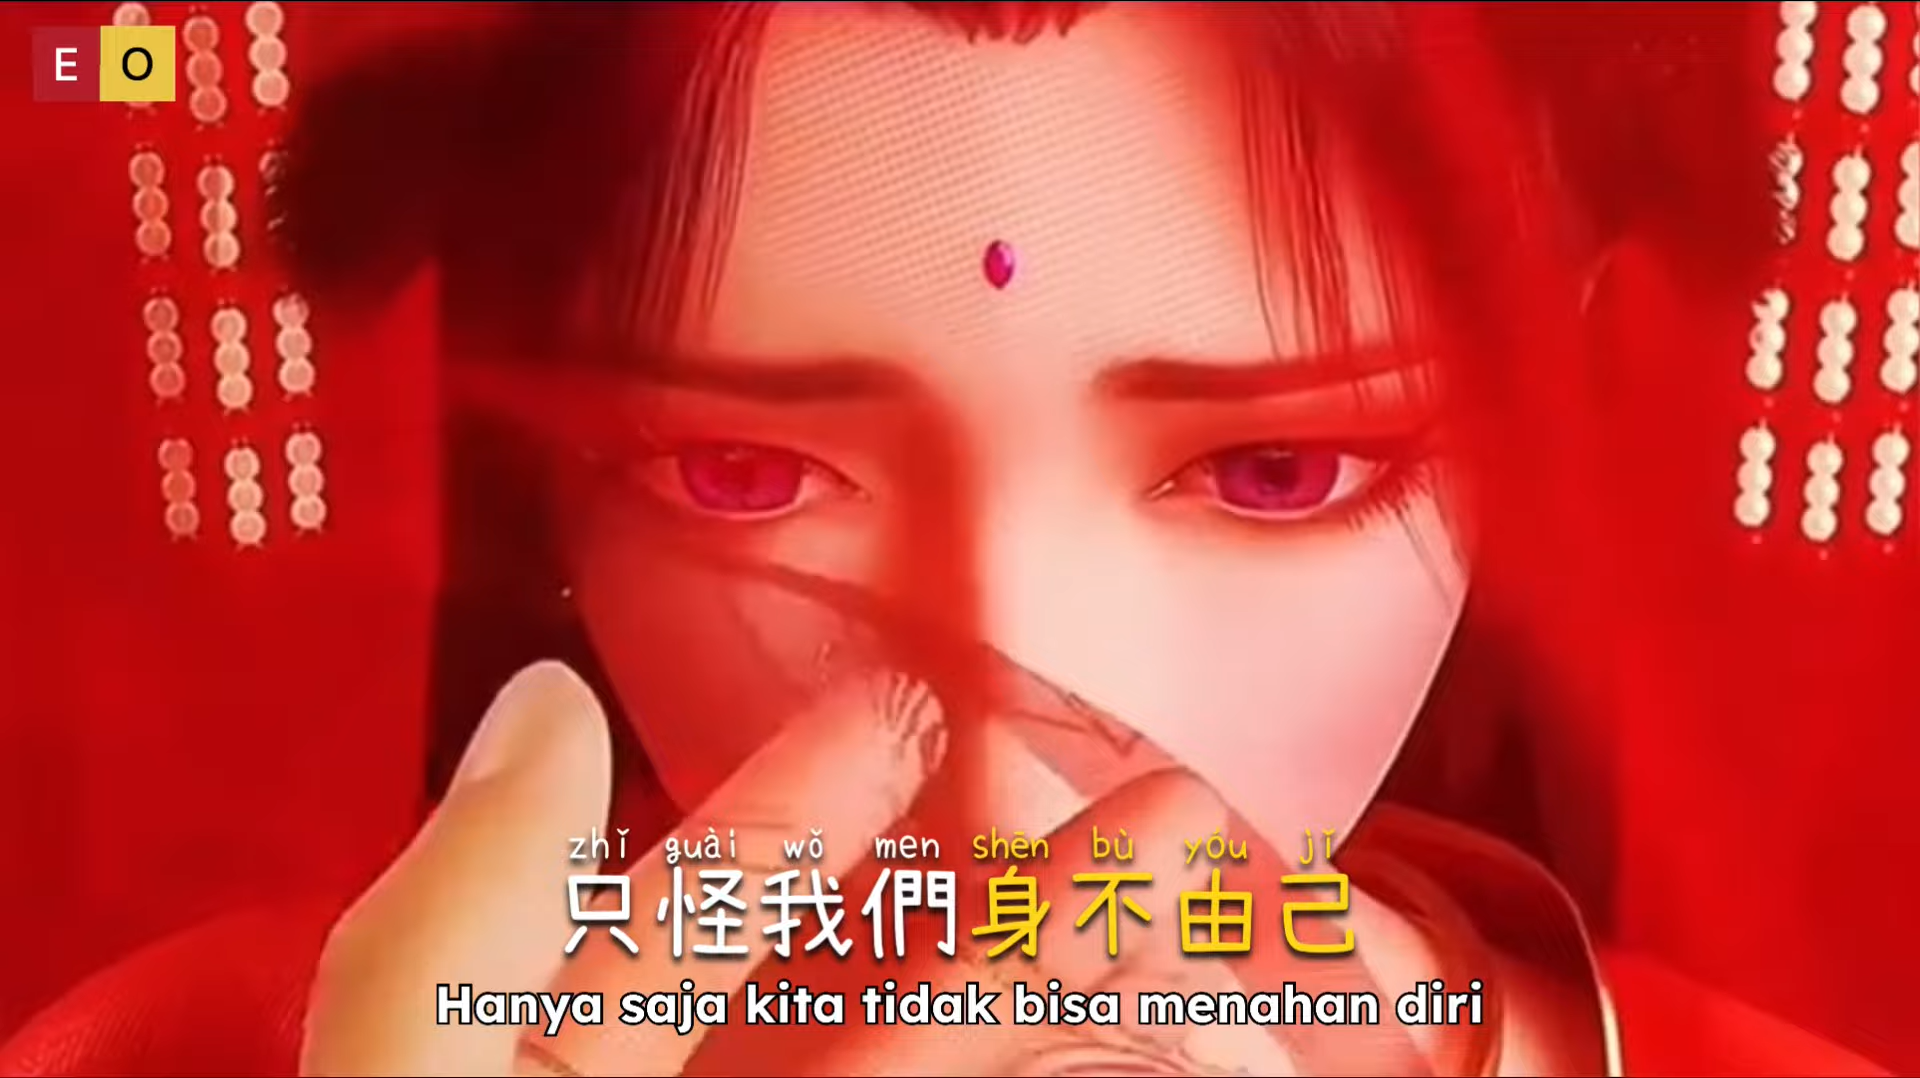 E O
zhǐ guài wǒ men shēn bù yóu jǐ
只怪我們身不由己
Hanya saja kita tidak bisa menahan diri